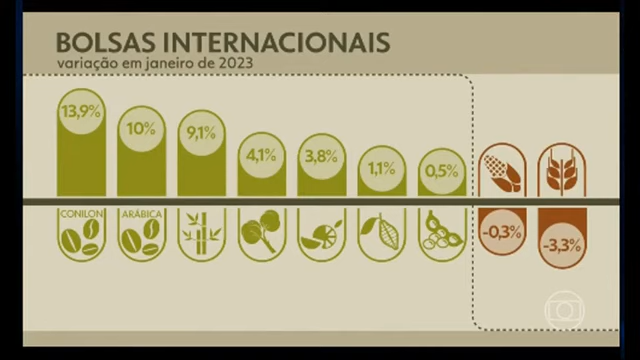 BOLSAS INTERNACIONAIS
variação em janeiro de 2023
13,9%
10%
9,1%
4,1%
3,8%
1,1%
0,5%
CONILON
ARÁBICA
-0,3%
-3,3%